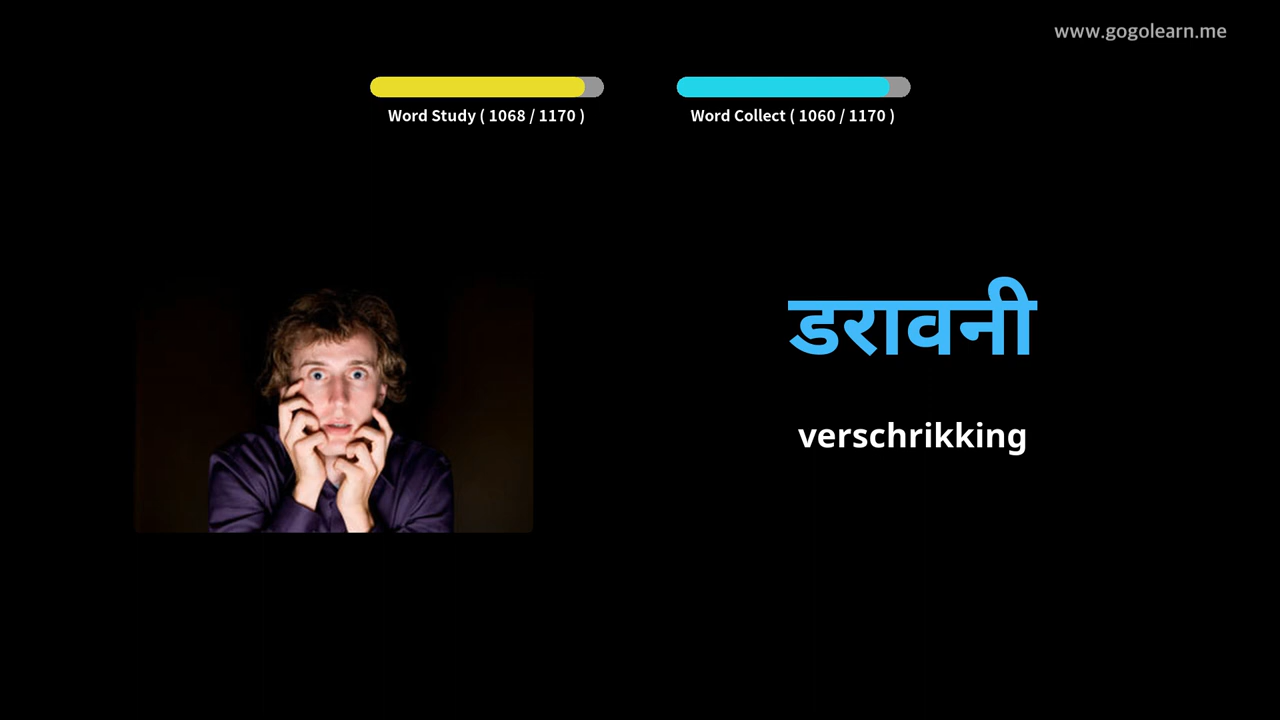 www.gogolearn.me
Word Study ( 1068 / 1170 )
Word Collect ( 1060 / 1170 )
डरावनी
verschrikking